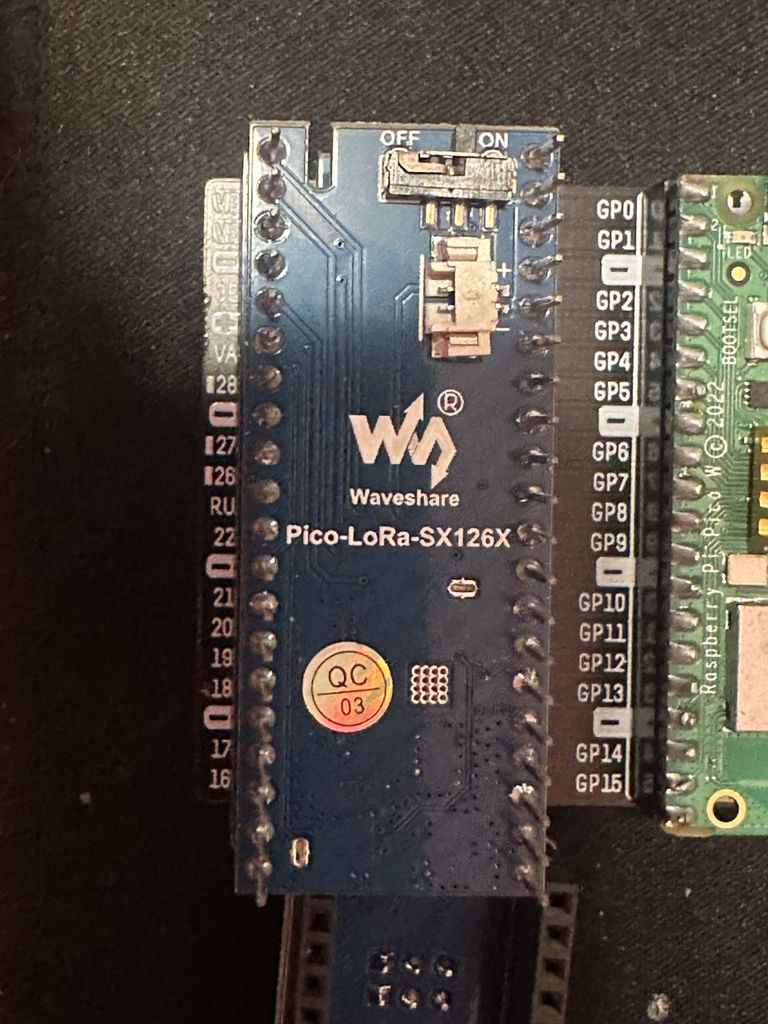 OFF ON
+
-
®
Waveshare
Pico-LoRa-SX126X
QC
03
VA
28
27
26
RU
22
21
20
19
18
17
16
GP0
GP1
GP2
GP3
GP4
GP5
GP6
GP7
GP8
GP9
GP10
GP11
GP12
GP13
GP14
GP15
LED
BOOTSEL
Raspberry Pi Pico W © 2022